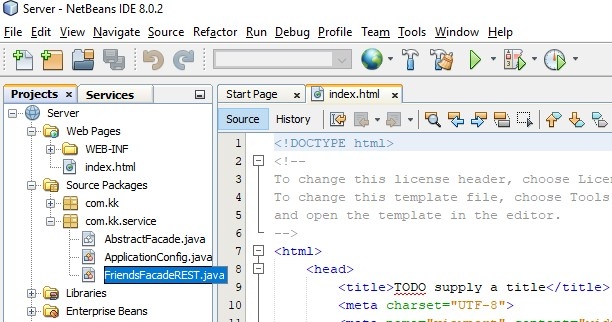 Server - NetBeans IDE 8.0.2
File Edit View Navigate Source Refactor Run Debug Profile Team Tools Window Help
Projects Services
Server
Web Pages
WEB-INF
index.html
Source Packages
com.kk
com.kk.service
AbstractFacade.java
ApplicationConfig.java
FriendsFacadeREST.java
Libraries
Enterprise Beans
Start Page index.html
Source History
1 <!DOCTYPE html>
2 <!--
3 To change this license header, choose Licen
4 To change this template file, choose Tools
5 and open the template in the editor.
6 -->
7 <html>
8 <head>
9 <title>TODO supply a title</title>
10 <meta charset="UTF-8">